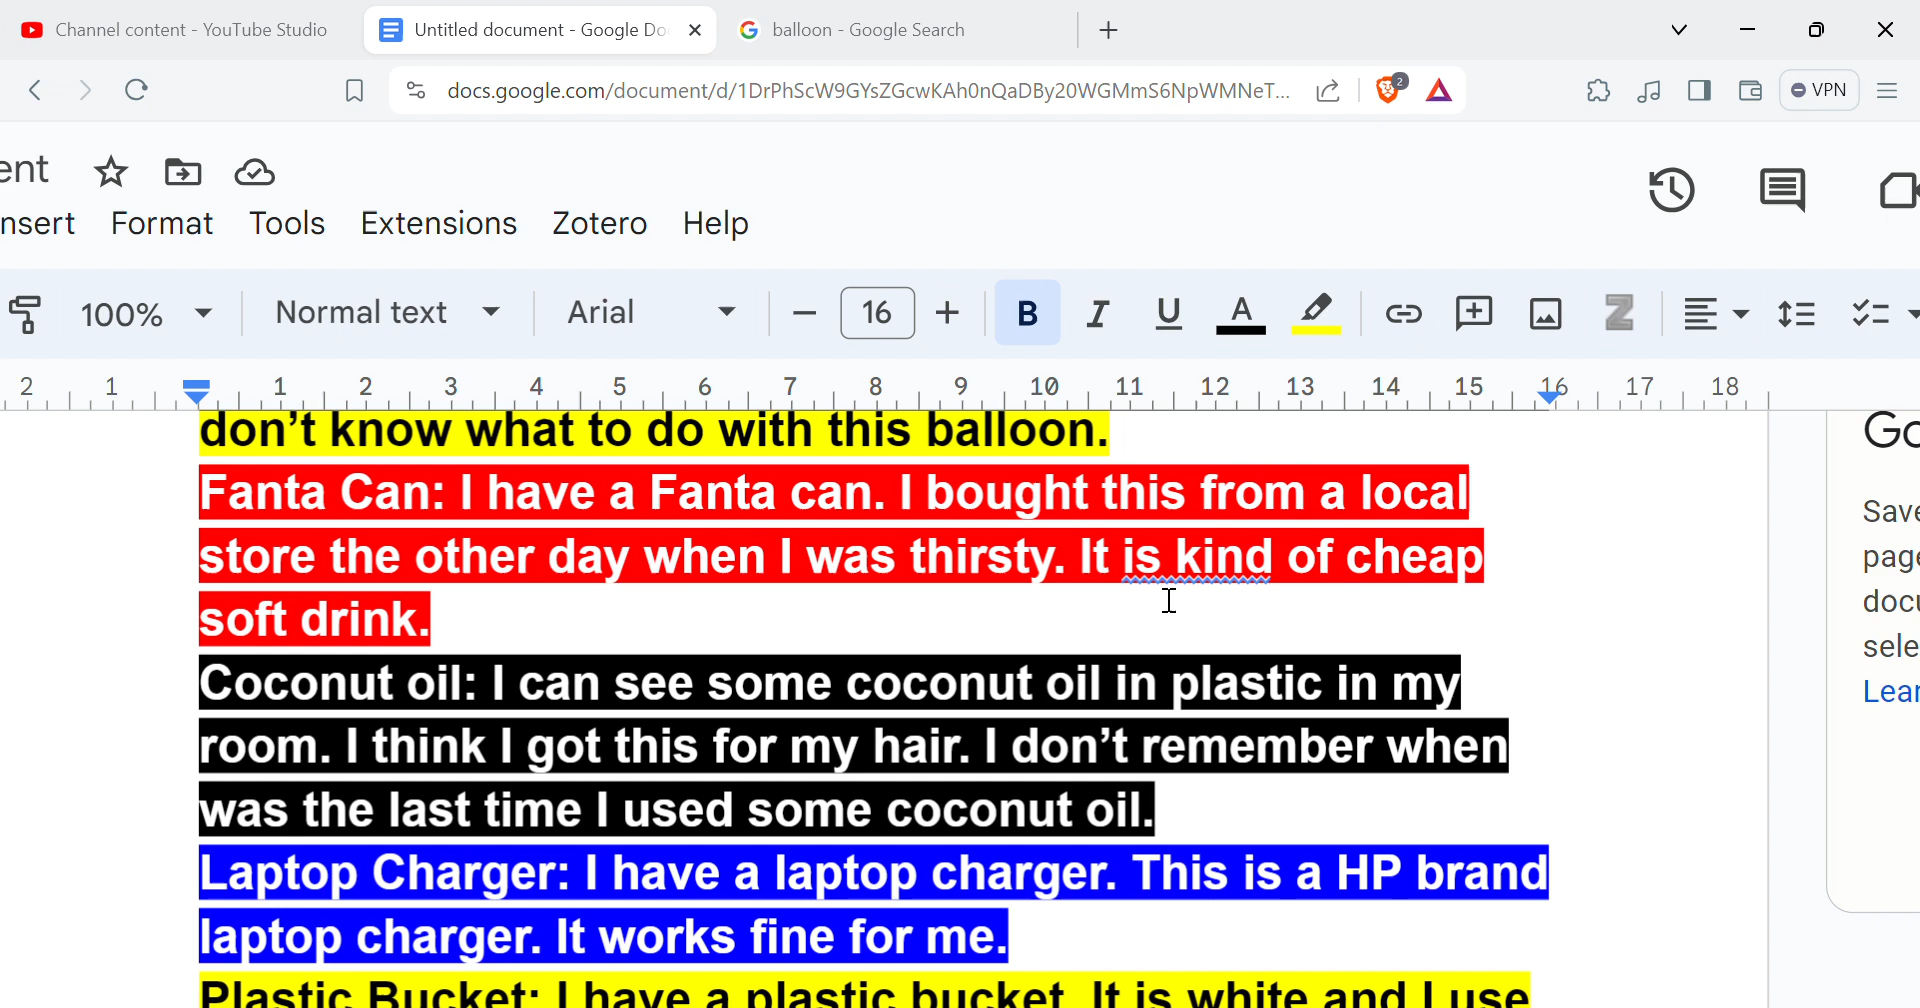 Channel content - YouTube Studio
Untitled document - Google Do
balloon - Google Search
docs.google.com/document/d/1DrPhScW9GYsZGcwKAh0nQaDBy20WGMmS6NpWMNeT...
2
VPN
ent
nsert Format Tools Extensions Zotero Help
100% Normal text Arial 16 B I U A
2 1 1 2 3 4 5 6 7 8 9 10 11 12 13 14 15 16 17 18
don’t know what to do with this balloon.
Fanta Can: I have a Fanta can. I bought this from a local
store the other day when I was thirsty. It is kind of cheap
soft drink.
Coconut oil: I can see some coconut oil in plastic in my
room. I think I got this for my hair. I don’t remember when
was the last time I used some coconut oil.
Laptop Charger: I have a laptop charger. This is a HP brand
laptop charger. It works fine for me.
Plastic Bucket: I have a plastic bucket. It is white and I use
Go
Save
page
docu
sele
Lear